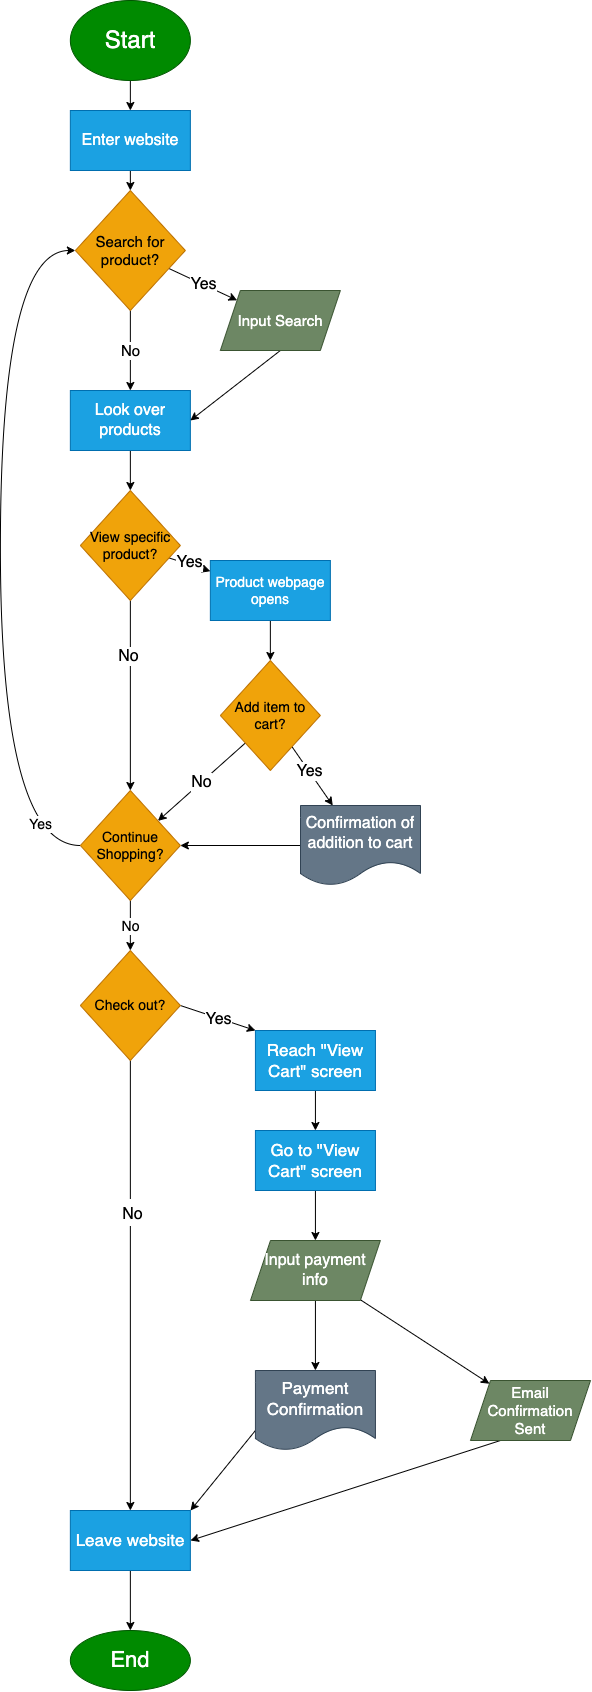 Start
Enter website
Search for
product?
Yes
Input Search
No
Look over
products
View specific
product?
Yes
Product webpage
opens
No
Add item to
cart?
No
Yes
Confirmation of
addition to cart
Yes
Continue
Shopping?
No
Check out?
Yes
Reach "View
Cart" screen
Go to "View
Cart" screen
No
Input payment
info
Payment
Confirmation
Email
Confirmation
Sent
Leave website
End